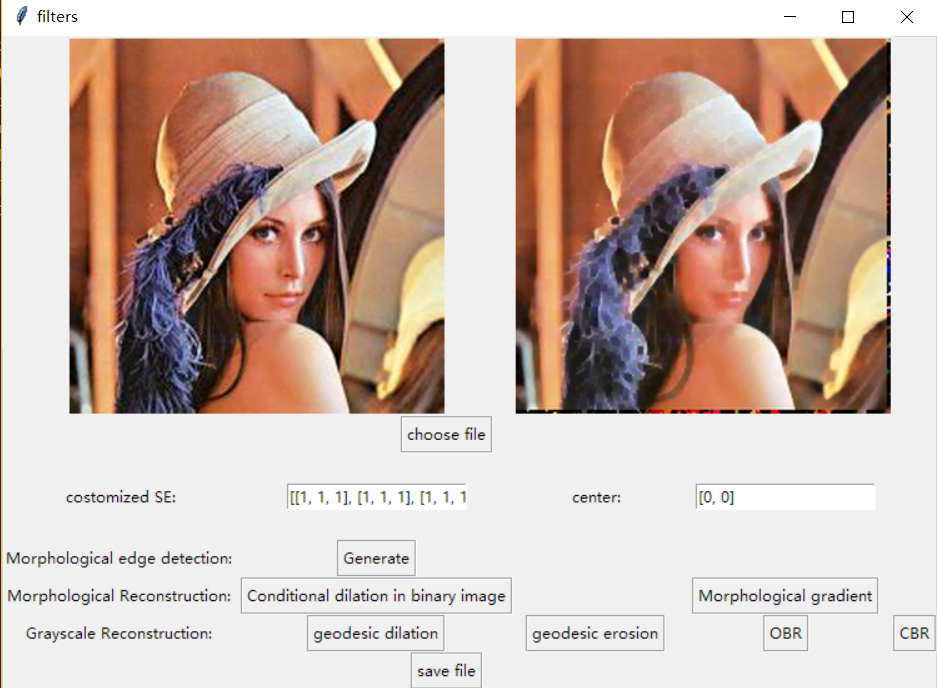 filters
choose file
costomized SE: [[1, 1, 1], [1, 1, 1], [1, 1, 1 center: [0, 0]
Morphological edge detection: Generate
Morphological Reconstruction: Conditional dilation in binary image Morphological gradient
Grayscale Reconstruction: geodesic dilation geodesic erosion OBR CBR
save file